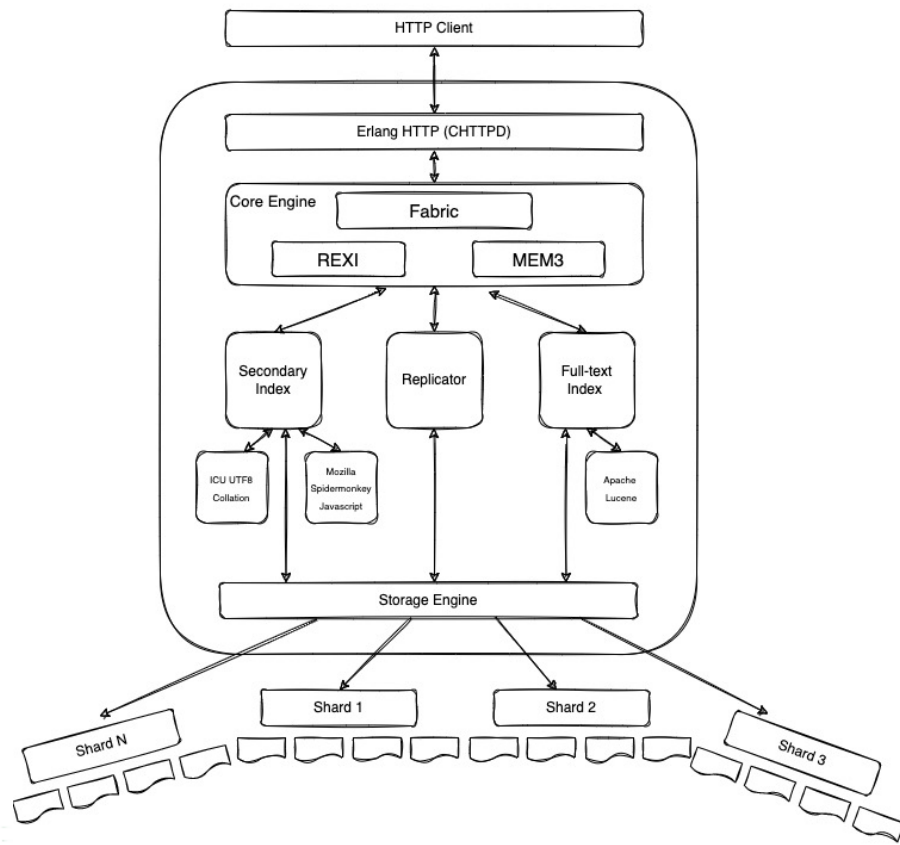 HTTP Client
Erlang HTTP (CHTTPD)
Core Engine
Fabric
REXI
MEM3
Secondary
Index
Replicator
Full-text
Index
ICU UTF8
Collation
Mozilla
Spidermonkey
Javascript
Apache
Lucene
Storage Engine
Shard N
Shard 1
Shard 2
Shard 3